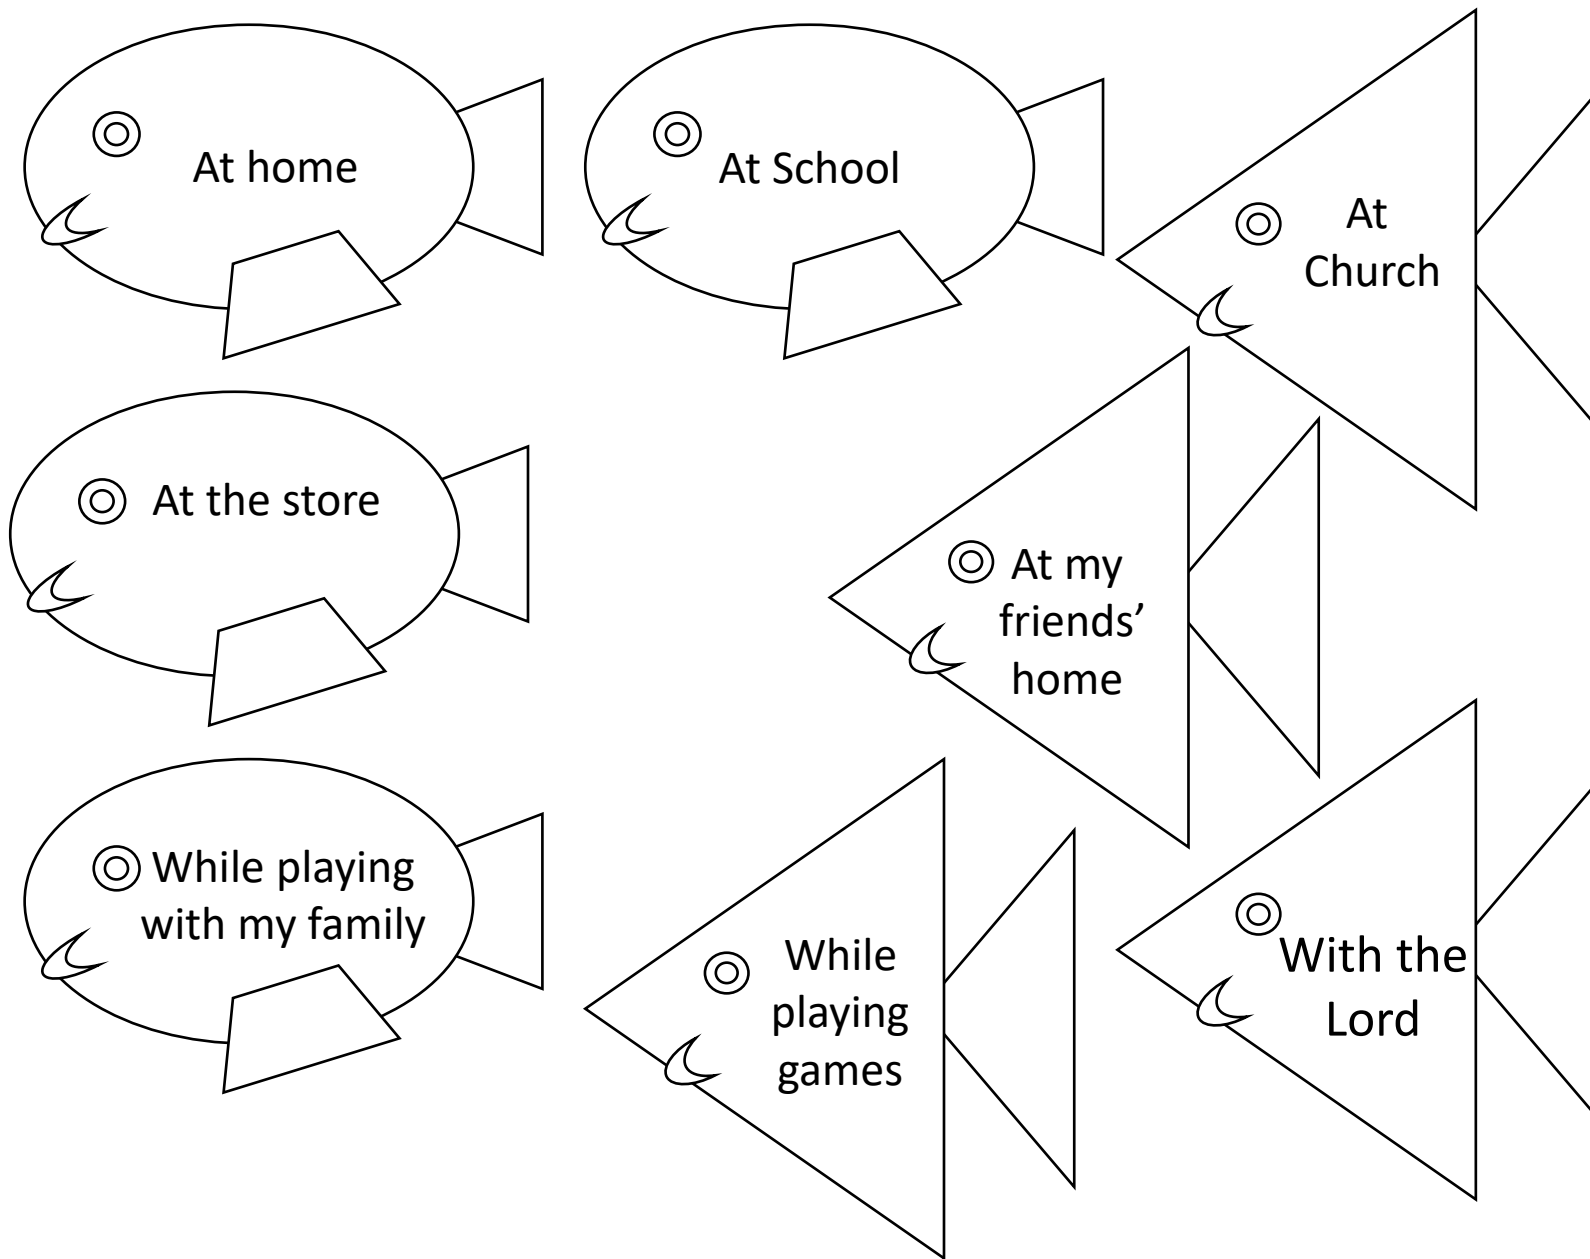 At home
At School
At
Church
At the store
At my
friends’
home
While playing
with my family
While
playing
games
With the
Lord